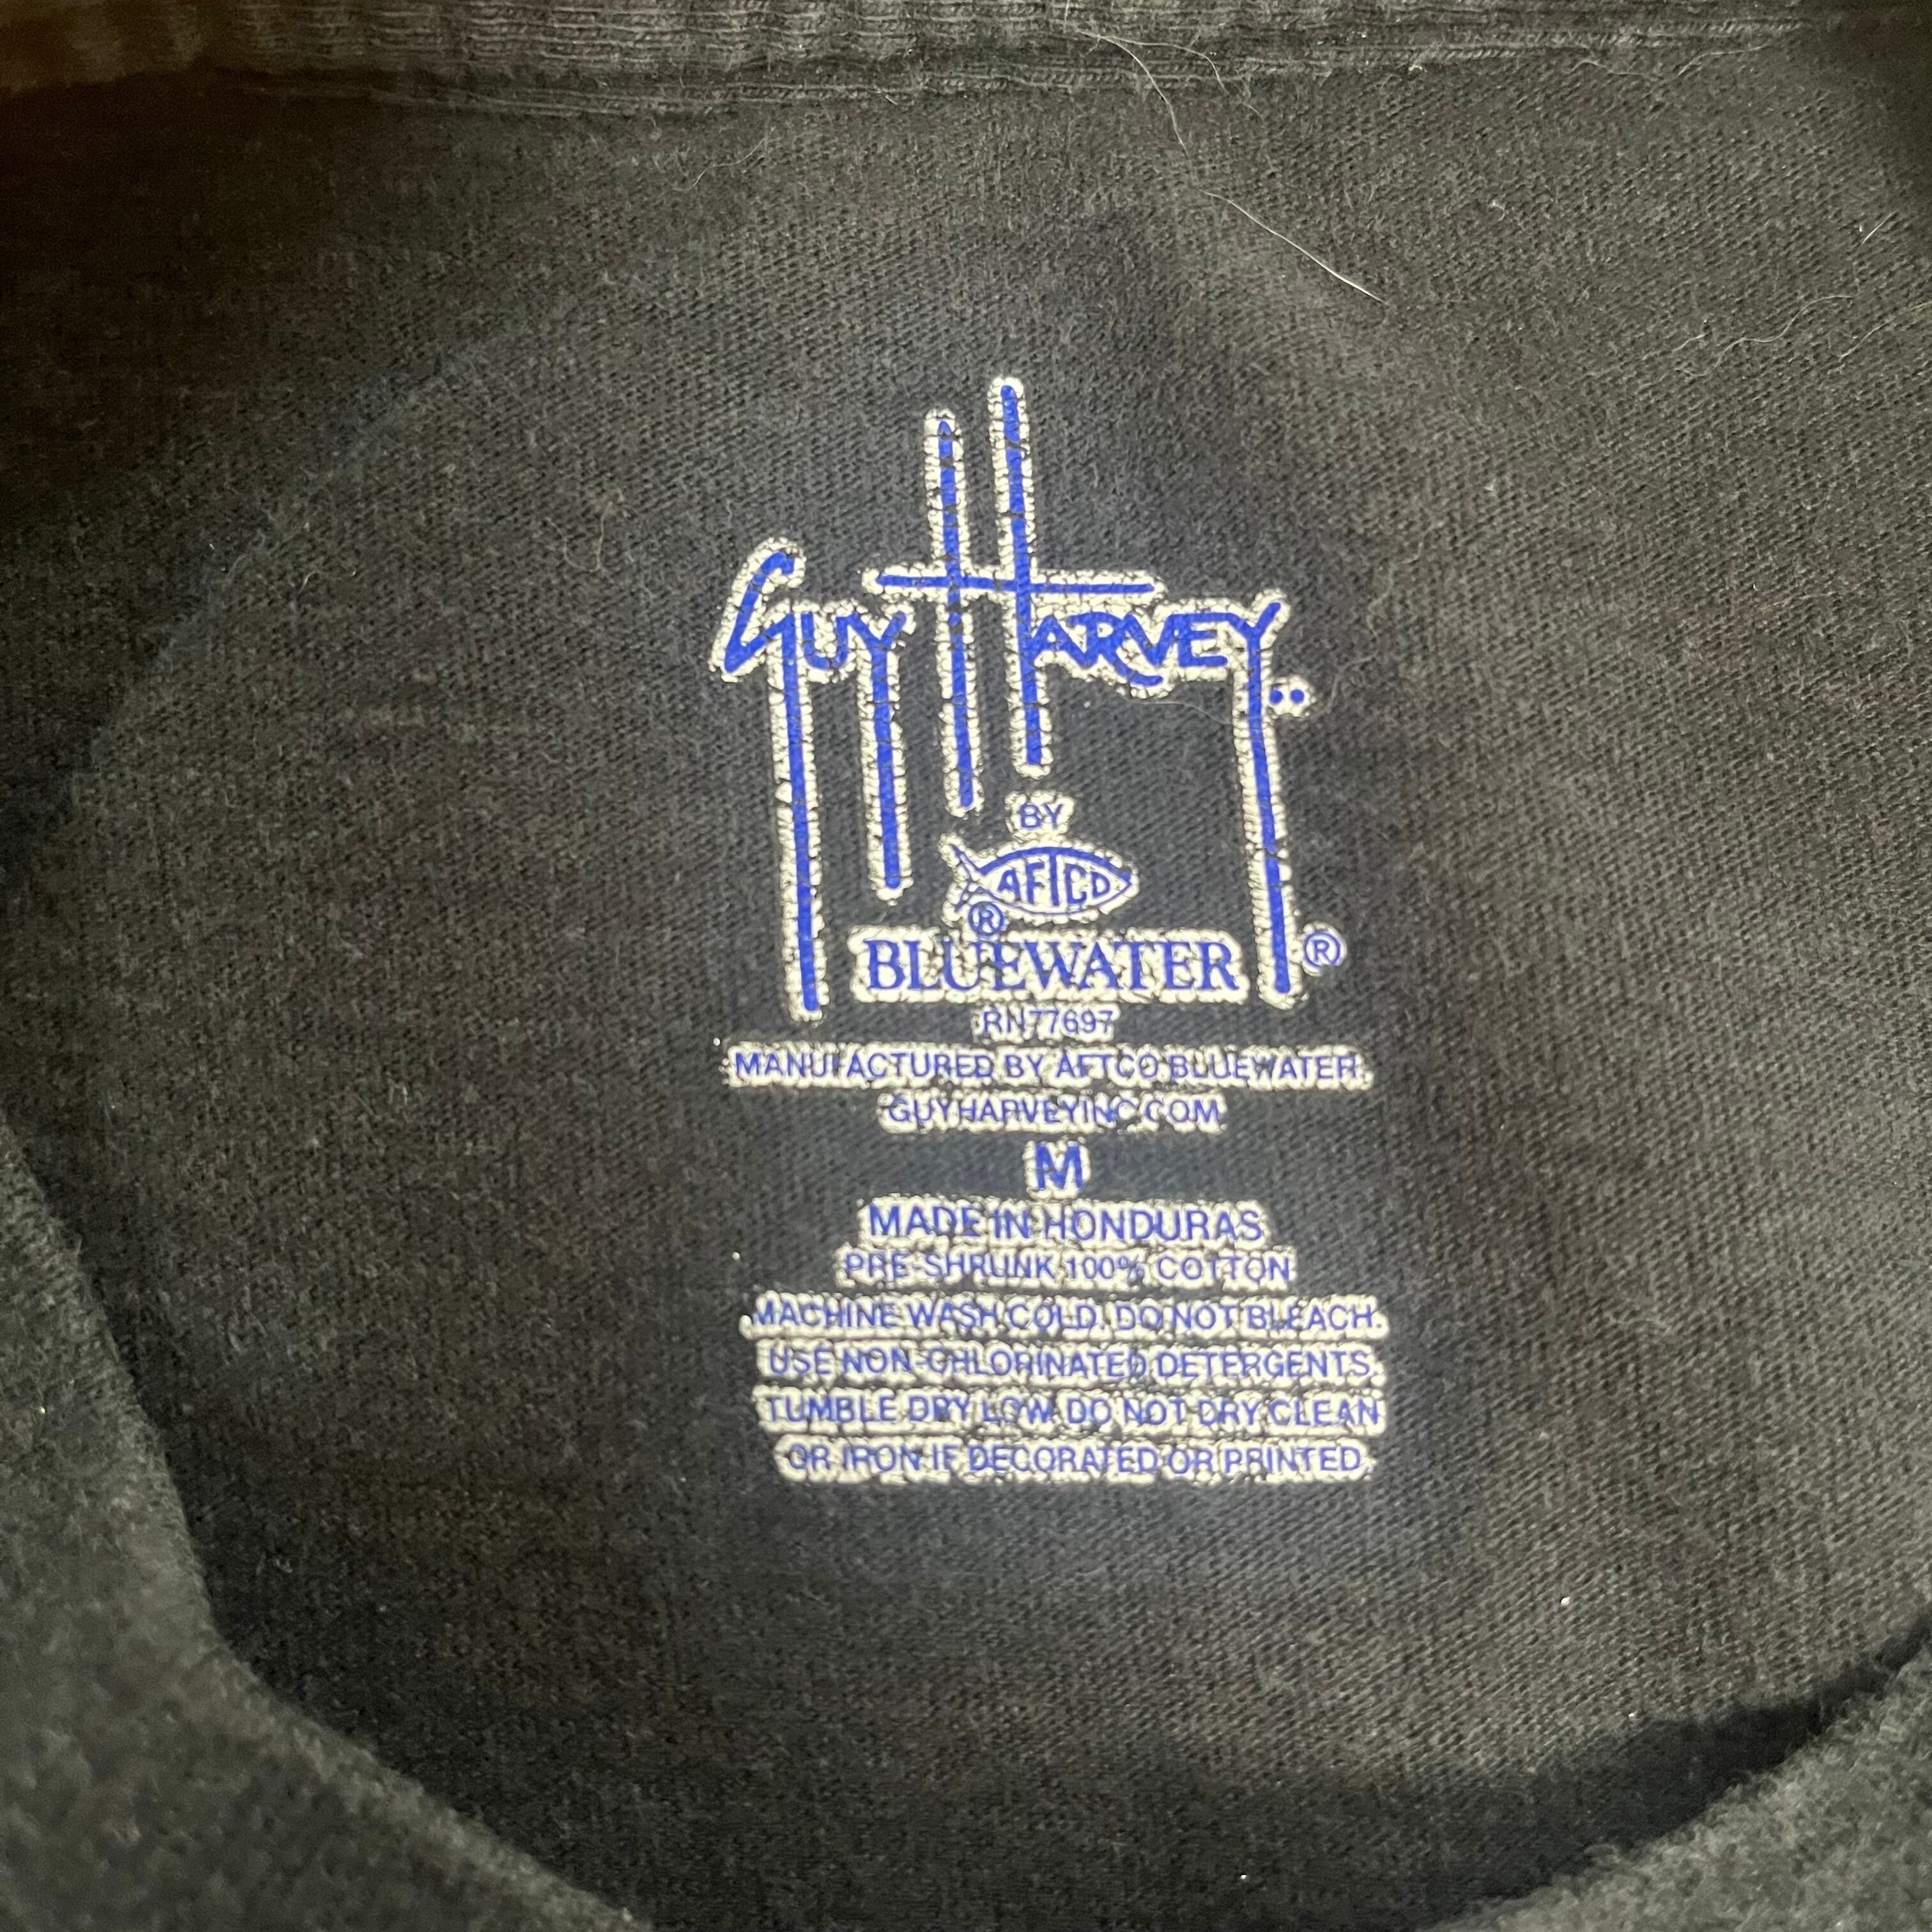 GUY HARVEY
BY
AFTCO
®
BLUEWATER ®
RN77697
MANUFACTURED BY AFTCO BLUEWATER.
GUYHARVEYINC.COM
M
MADE IN HONDURAS
PRE-SHRUNK 100% COTTON
MACHINE WASH COLD. DO NOT BLEACH.
USE NON-CHLORINATED DETERGENTS.
TUMBLE DRY LOW. DO NOT DRY CLEAN
OR IRON IF DECORATED OR PRINTED.